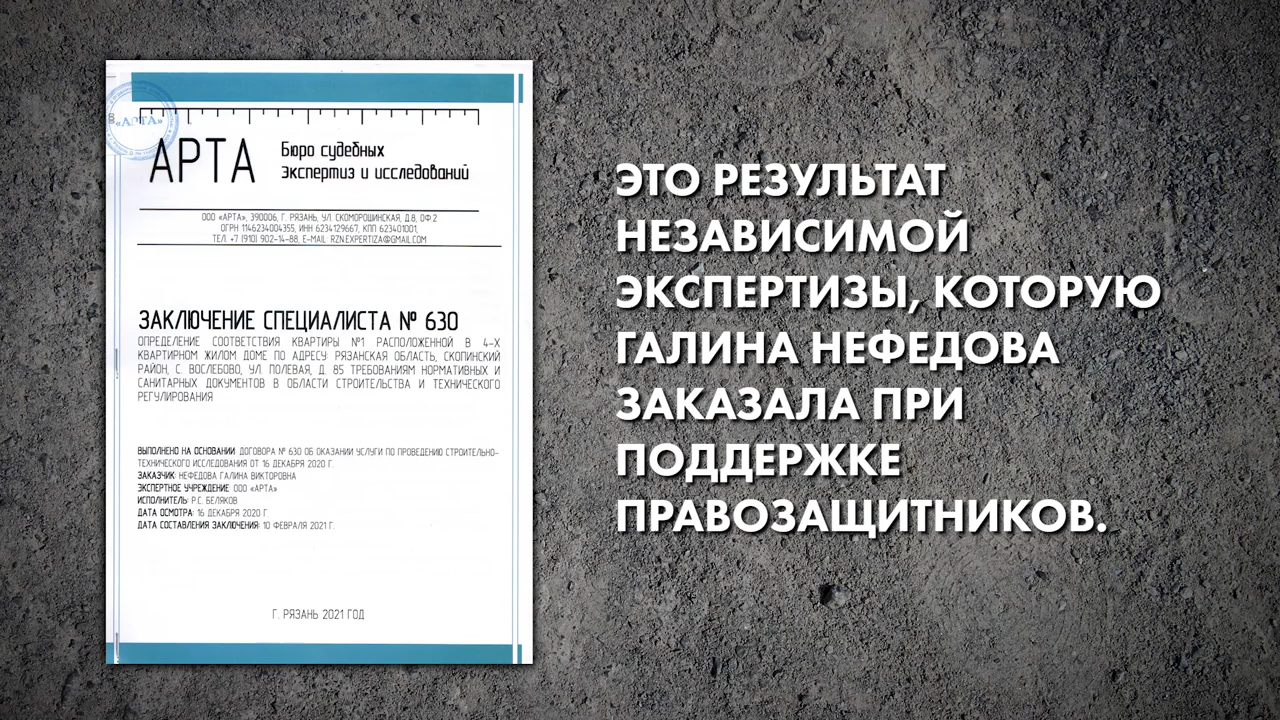 «АРТА»
АРТА
Бюро судебных
Экспертиз и исследований
ООО «АРТА», 390006, Г. РЯЗАНЬ, УЛ. СКОМОРОШИНСКАЯ, Д.8, ОФ.2
ОГРН 1146234004355, ИНН 6234129667, КПП 623401001,
ТЕЛ. +7 (910) 902-14-88, E-MAIL RZN.EXPERTIZA@GMAIL.COM
ЗАКЛЮЧЕНИЕ СПЕЦИАЛИСТА № 630
ОПРЕДЕЛЕНИЕ СООТВЕТСТВИЯ КВАРТИРЫ №1 РАСПОЛОЖЕННОЙ В 4-Х
КВАРТИРНОМ ЖИЛОМ ДОМЕ ПО АДРЕСУ: РЯЗАНСКАЯ ОБЛАСТЬ, СКОПИНСКИЙ
РАЙОН, С. ВОСЛЕБОВО, УЛ. ПОЛЕВАЯ, Д. 85 ТРЕБОВАНИЯМ НОРМАТИВНЫХ И
САНИТАРНЫХ ДОКУМЕНТОВ В ОБЛАСТИ СТРОИТЕЛЬСТВА И ТЕХНИЧЕСКОГО
РЕГУЛИРОВАНИЯ
ВЫПОЛНЕНО НА ОСНОВАНИИ: ДОГОВОРА № 630 ОБ ОКАЗАНИИ УСЛУГИ ПО ПРОВЕДЕНИЮ СТРОИТЕЛЬНО-
ТЕХНИЧЕСКОГО ИССЛЕДОВАНИЯ ОТ 16 ДЕКАБРЯ 2020 Г.
ЗАКАЗЧИК: НЕФЕДОВА ГАЛИНА ВИКТОРОВНА
ЭКСПЕРТНОЕ УЧРЕЖДЕНИЕ: ООО «АРТА»
ИСПОЛНИТЕЛЬ: Р.С. БЕЛЯКОВ
ДАТА ОСМОТРА: 16 ДЕКАБРЯ 2020 Г.
ДАТА СОСТАВЛЕНИЯ ЗАКЛЮЧЕНИЯ: 10 ФЕВРАЛЯ 2021 Г.
Г. РЯЗАНЬ 2021 ГОД
ЭТО РЕЗУЛЬТАТ
НЕЗАВИСИМОЙ
ЭКСПЕРТИЗЫ, КОТОРУЮ
ГАЛИНА НЕФЕДОВА
ЗАКАЗАЛА ПРИ
ПОДДЕРЖКЕ
ПРАВОЗАЩИТНИКОВ.